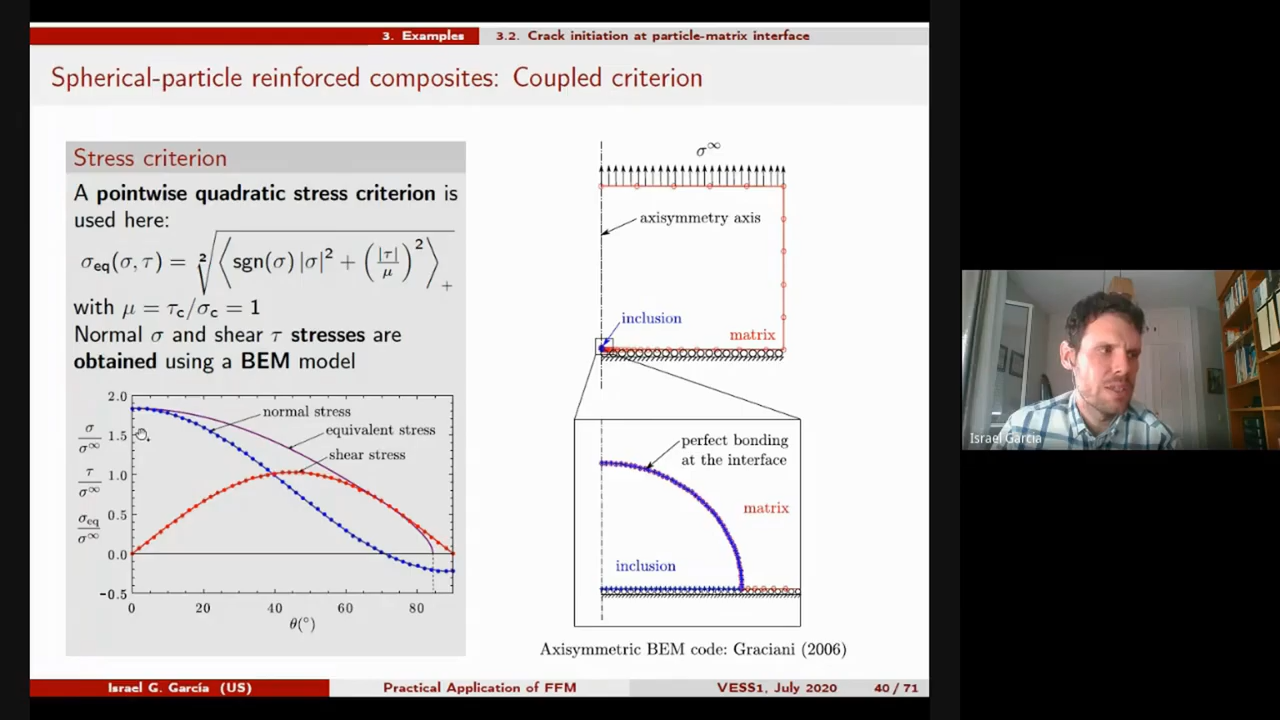 3. Examples
3.2. Crack initiation at particle-matrix interface
Spherical-particle reinforced composites: Coupled criterion
Stress criterion
A pointwise quadratic stress criterion is
used here:
σeq(σ, τ) = ²√⟨sgn(σ) |σ|² + (|τ|/μ)²⟩₊
with μ = τc/σc = 1
Normal σ and shear τ stresses are
obtained using a BEM model
σ/σ∞
τ/σ∞
σeq/σ∞
2.0
1.5
1.0
0.5
0.0
−0.5
normal stress
equivalent stress
shear stress
0 20 40 60 80
θ(°)
σ∞
axisymmetry axis
inclusion
matrix
perfect bonding
at the interface
matrix
inclusion
Axisymmetric BEM code: Graciani (2006)
Israel G. García (US)
Practical Application of FFM
VESS1, July 2020
40 / 71
Israel Garcia